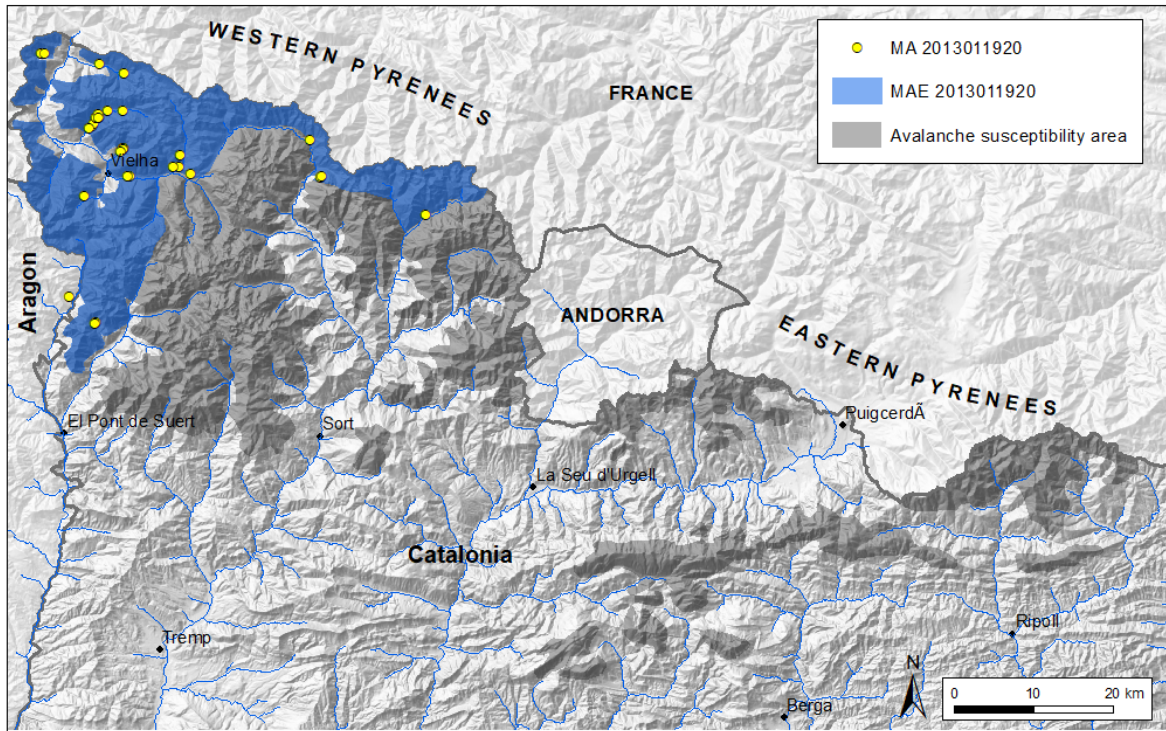 WESTERN PYRENEES
FRANCE
MA 2013011920
MAE 2013011920
Avalanche susceptibility area
Vielha
Aragon
ANDORRA
EASTERN PYRENEES
El Pont de Suert
Sort
PuigcerdÃ
La Seu d'Urgell
Catalonia
Tremp
Ripoll
Berga
N
0 10 20 km